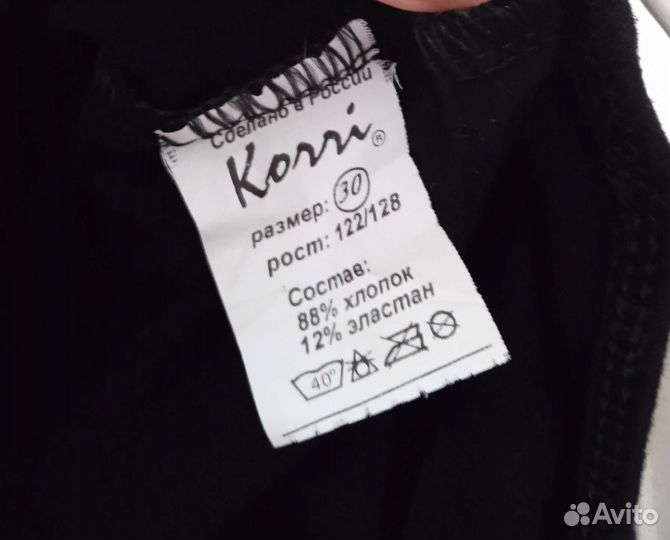 Сделано в России
Korri ®
размер: 30
рост: 122/128
Состав:
88% хлопок
12% эластан
40°
Avito